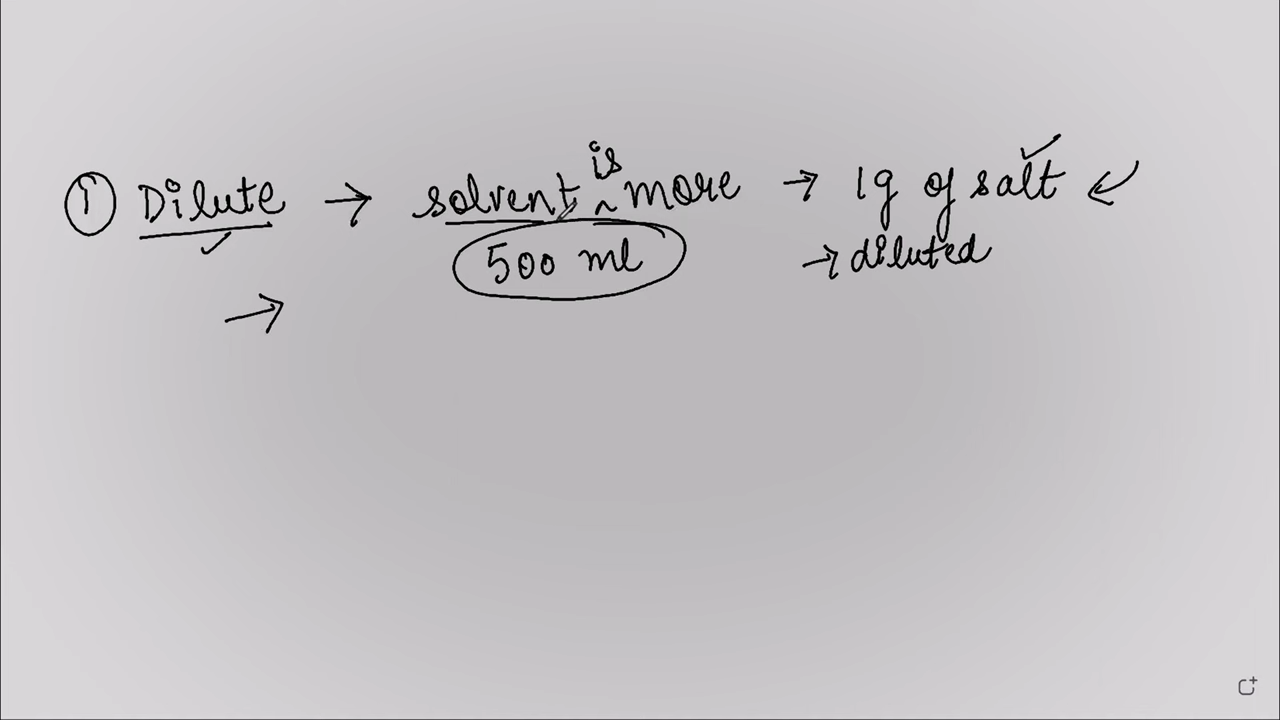 ① Dilute → solvent is more → 1g of salt ↙
500 ml → diluted
→